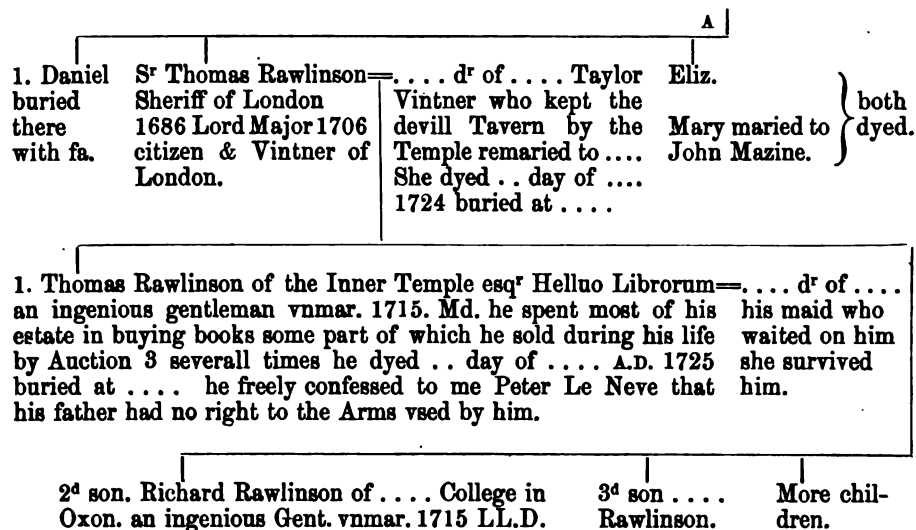 A
1. Daniel
buried
there
with fa.
Sʳ Thomas Rawlinson=
Sheriff of London
1686 Lord Major 1706
citizen & Vintner of
London.
. . . . dʳ of . . . . Taylor
Vintner who kept the
devill Tavern by the
Temple remaried to ....
She dyed . . day of ....
1724 buried at . . . .
Eliz.
Mary maried to
John Mazine.
both
dyed.
1. Thomas Rawlinson of the Inner Temple esqʳ Helluo Librorum=
an ingenious gentleman vnmar. 1715. Md. he spent most of his
estate in buying books some part of which he sold during his life
by Auction 3 severall times he dyed . . day of .... A.D. 1725
buried at .... he freely confessed to me Peter Le Neve that
his father had no right to the Arms vsed by him.
.... dʳ of ....
his maid who
waited on him
she survived
him.
2ᵈ son. Richard Rawlinson of .... College in
Oxon. an ingenious Gent. vnmar. 1715 LL.D.
3ᵈ son ....
Rawlinson.
More chil-
dren.